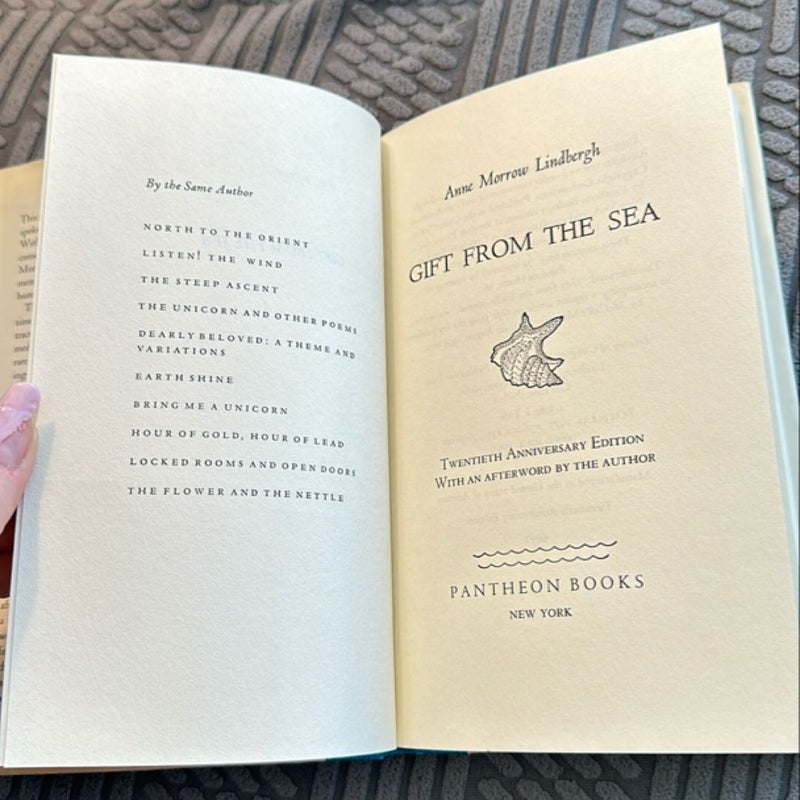 By the Same Author
NORTH TO THE ORIENT
LISTEN! THE WIND
THE STEEP ASCENT
THE UNICORN AND OTHER POEMS
DEARLY BELOVED: A THEME AND
VARIATIONS
EARTH SHINE
BRING ME A UNICORN
HOUR OF GOLD, HOUR OF LEAD
LOCKED ROOMS AND OPEN DOORS
THE FLOWER AND THE NETTLE
Anne Morrow Lindbergh
GIFT FROM THE SEA
TWENTIETH ANNIVERSARY EDITION
WITH AN AFTERWORD BY THE AUTHOR
PANTHEON BOOKS
NEW YORK